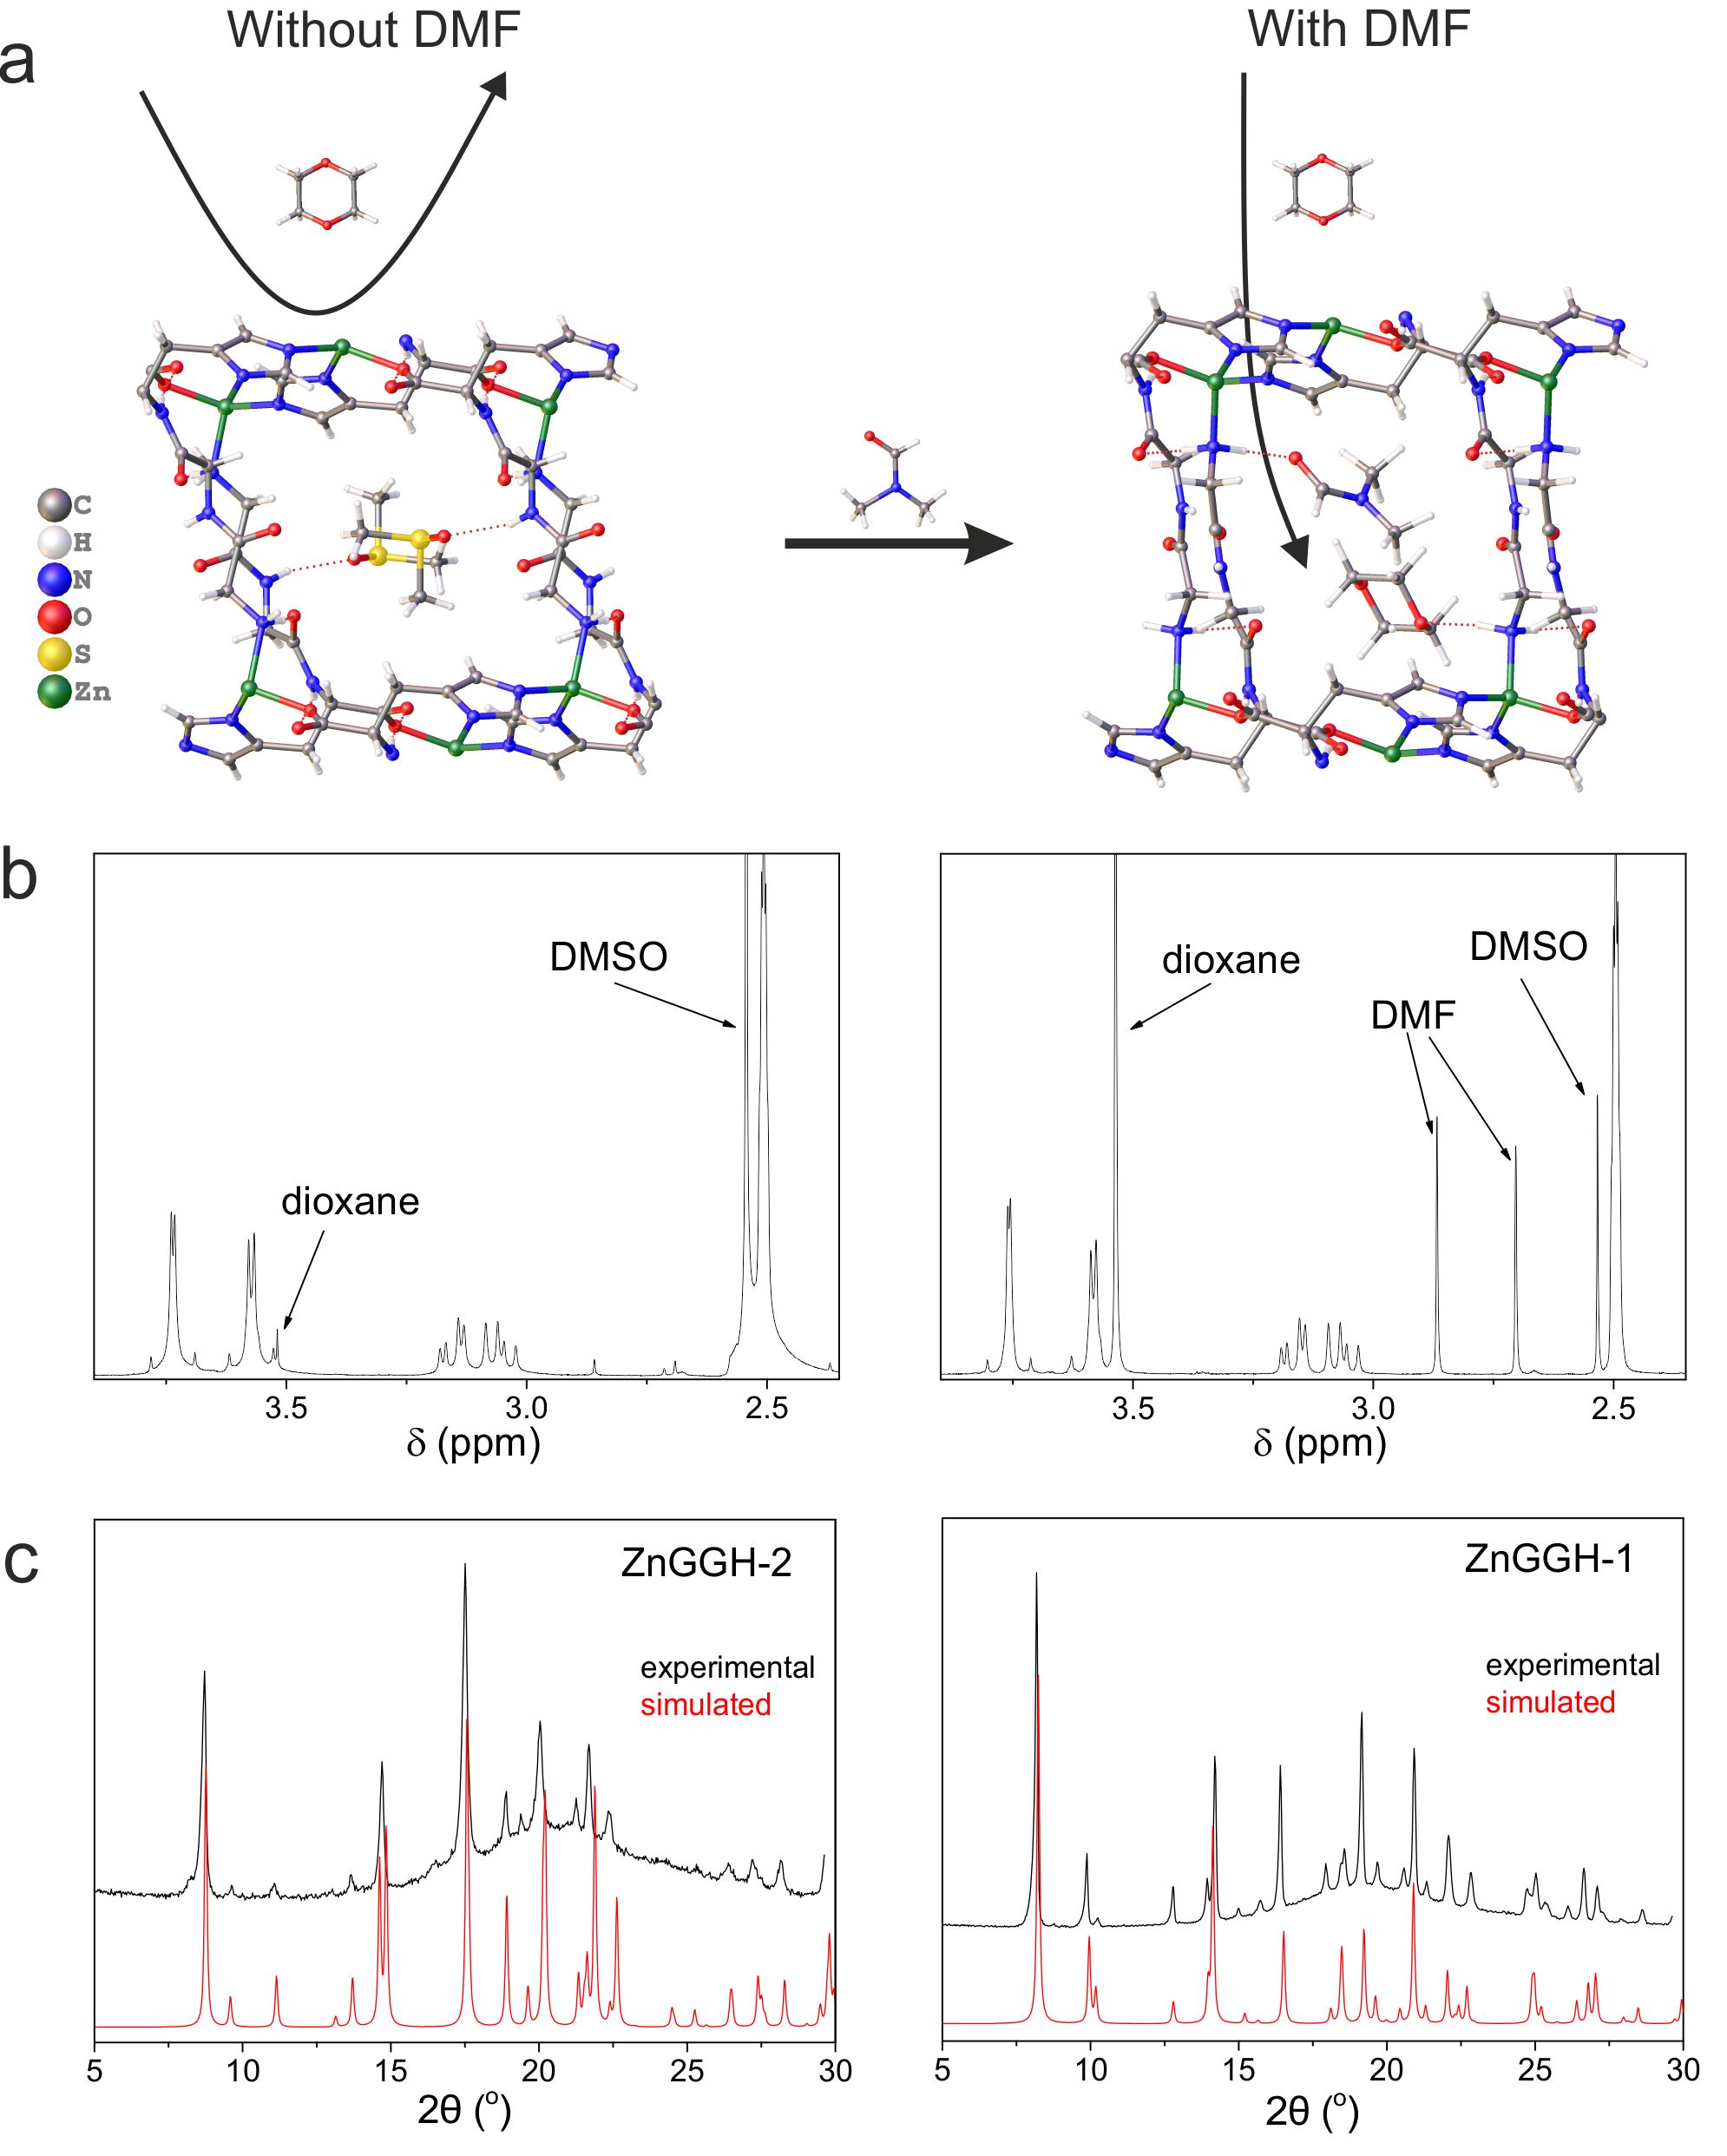 a
Without DMF
With DMF
C
H
N
O
S
Zn
b
DMSO
dioxane
3.5
3.0
2.5
δ (ppm)
dioxane
DMSO
DMF
3.5
3.0
2.5
δ (ppm)
c
ZnGGH-2
experimental
simulated
5
10
15
20
25
30
2θ (°)
ZnGGH-1
experimental
simulated
5
10
15
20
25
30
2θ (°)